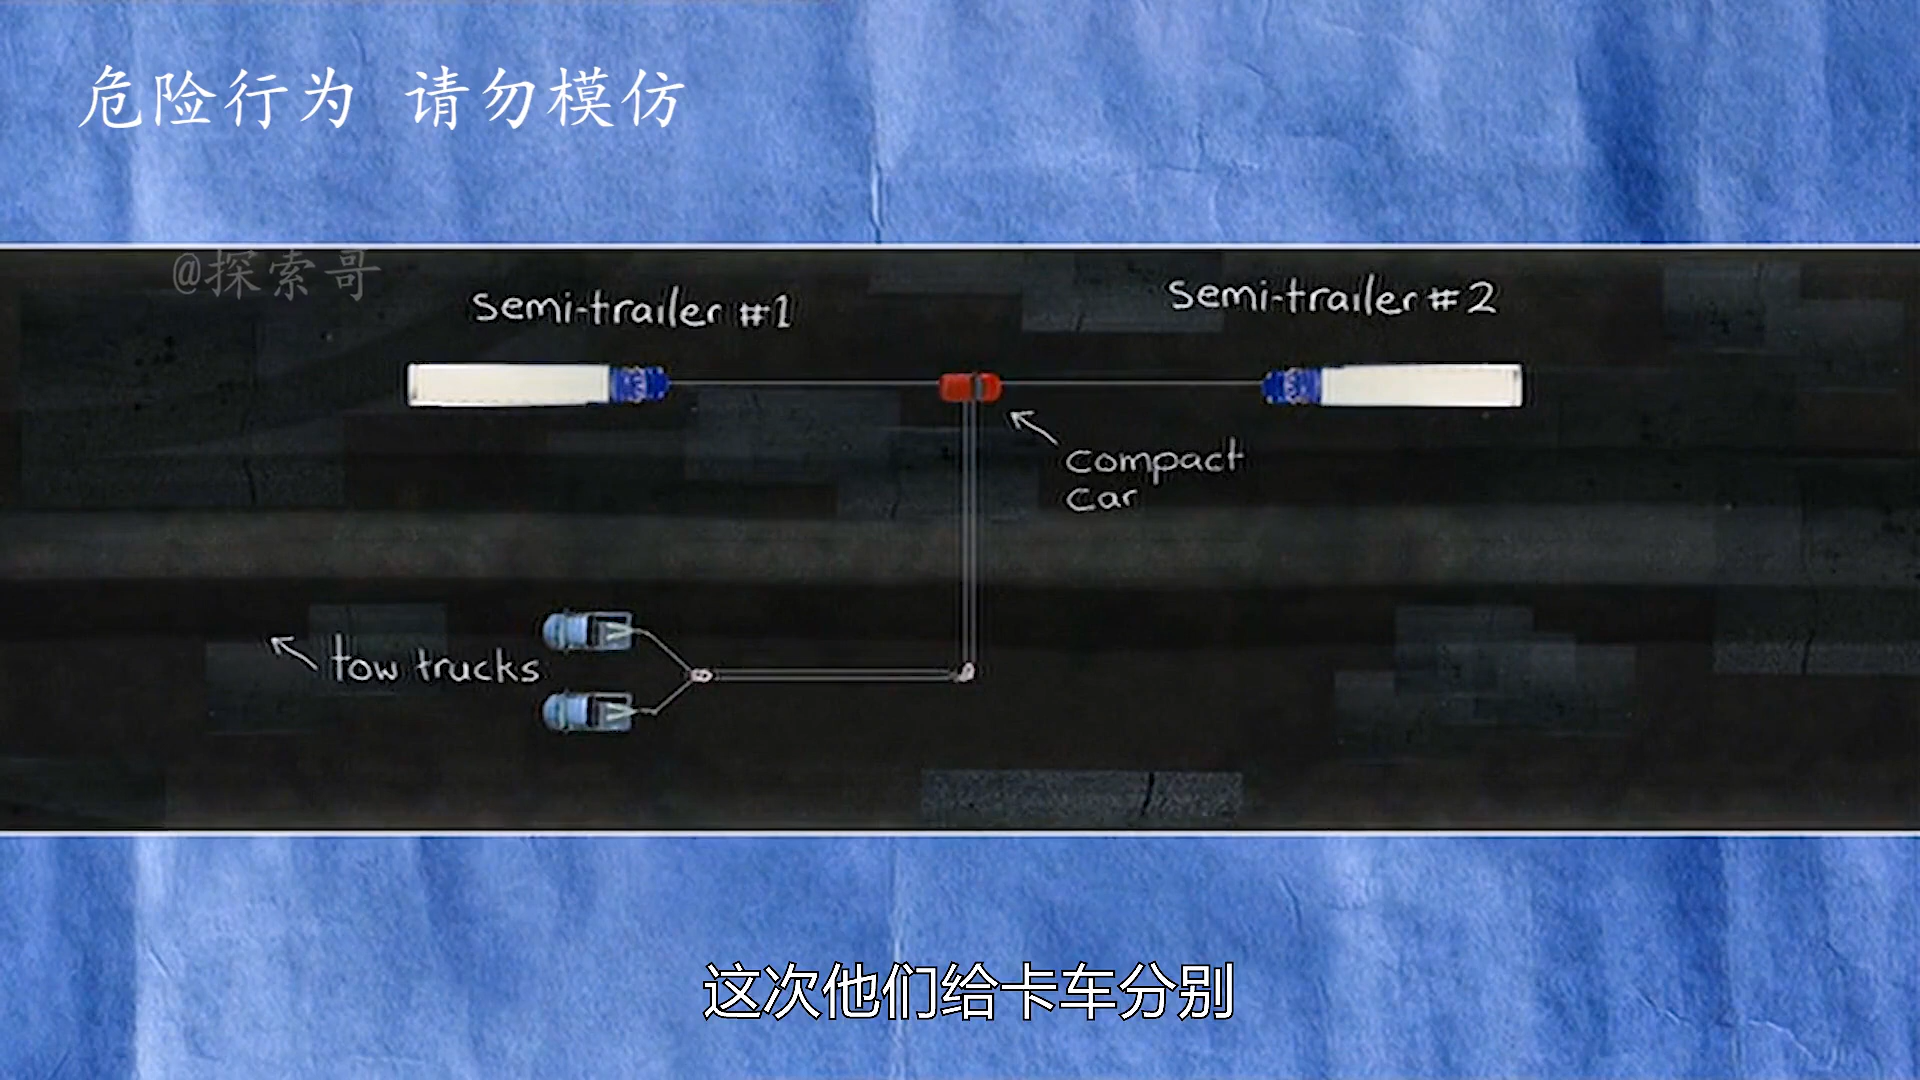 危险行为 请勿模仿
@探索哥
Semi-trailer #1
Semi-trailer #2
compact
car
tow trucks
这次他们给卡车分别